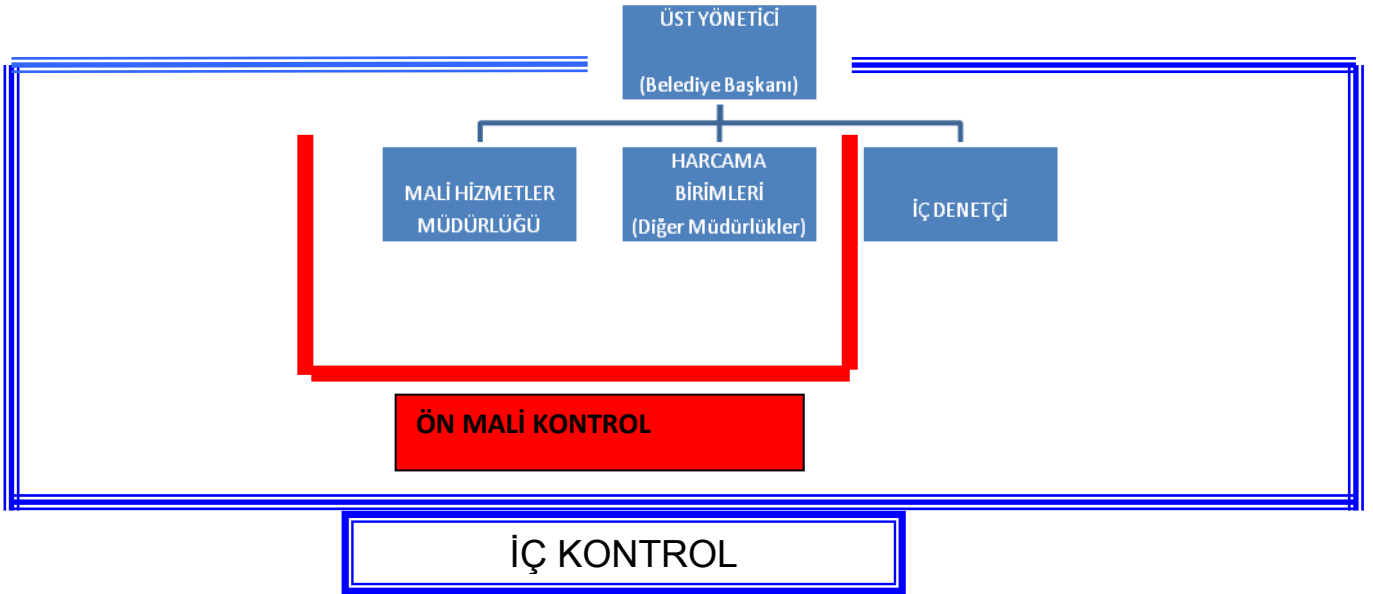 ÜST YÖNETİCİ
(Belediye Başkanı)
MALİ HİZMETLER
MÜDÜRLÜĞÜ
HARCAMA
BİRİMLERİ
(Diğer Müdürlükler)
İÇ DENETÇİ
ÖN MALİ KONTROL
İÇ KONTROL